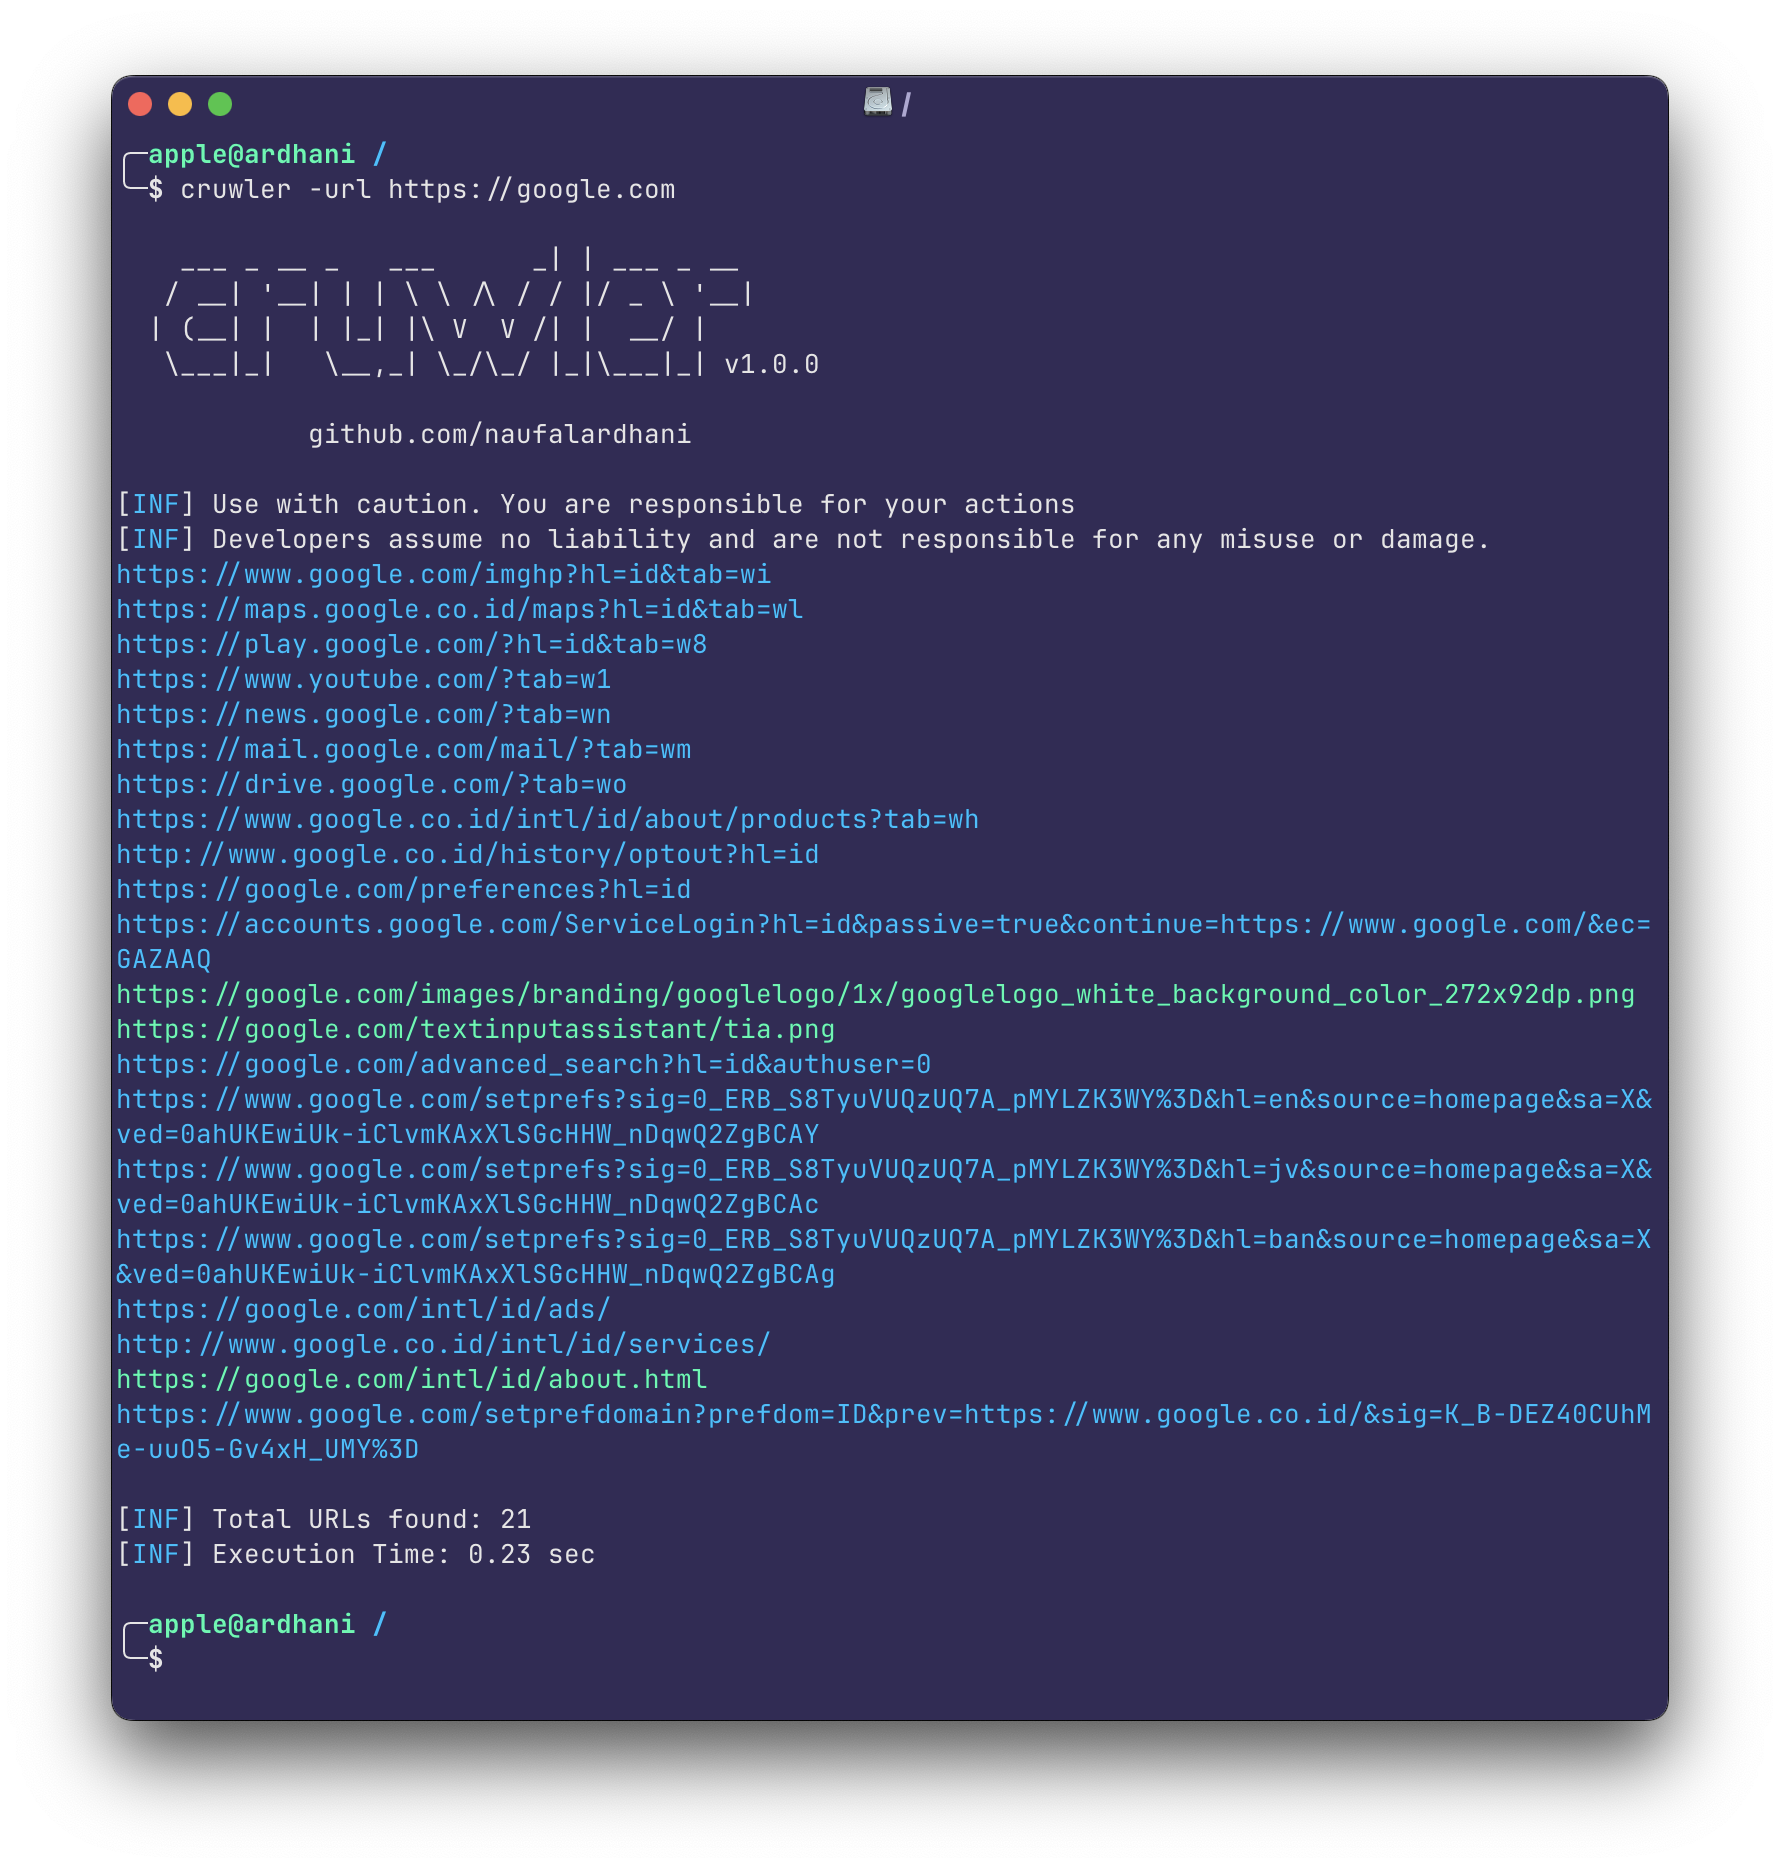 /
apple@ardhani /
$ cruwler -url https://google.com
   ___ _ __ _   ___      _| | ___ _ __
  / __| '__| | | \ \ /\ / / |/ _ \ '__|
 | (__| |  | |_| |\ V  V /| |  __/ |
  \___|_|   \__,_| \_/\_/ |_|\___|_| v1.0.0
github.com/naufalardhani
[INF] Use with caution. You are responsible for your actions
[INF] Developers assume no liability and are not responsible for any misuse or damage.
https://www.google.com/imghp?hl=id&tab=wi
https://maps.google.co.id/maps?hl=id&tab=wl
https://play.google.com/?hl=id&tab=w8
https://www.youtube.com/?tab=w1
https://news.google.com/?tab=wn
https://mail.google.com/mail/?tab=wm
https://drive.google.com/?tab=wo
https://www.google.co.id/intl/id/about/products?tab=wh
http://www.google.co.id/history/optout?hl=id
https://google.com/preferences?hl=id
https://accounts.google.com/ServiceLogin?hl=id&passive=true&continue=https://www.google.com/&ec=
GAZAAQ
https://google.com/images/branding/googlelogo/1x/googlelogo_white_background_color_272x92dp.png
https://google.com/textinputassistant/tia.png
https://google.com/advanced_search?hl=id&authuser=0
https://www.google.com/setprefs?sig=0_ERB_S8TyuVUQzUQ7A_pMYLZK3WY%3D&hl=en&source=homepage&sa=X&
ved=0ahUKEwiUk-iClvmKAxXlSGcHHW_nDqwQ2ZgBCAY
https://www.google.com/setprefs?sig=0_ERB_S8TyuVUQzUQ7A_pMYLZK3WY%3D&hl=jv&source=homepage&sa=X&
ved=0ahUKEwiUk-iClvmKAxXlSGcHHW_nDqwQ2ZgBCAc
https://www.google.com/setprefs?sig=0_ERB_S8TyuVUQzUQ7A_pMYLZK3WY%3D&hl=ban&source=homepage&sa=X
&ved=0ahUKEwiUk-iClvmKAxXlSGcHHW_nDqwQ2ZgBCAg
https://google.com/intl/id/ads/
http://www.google.co.id/intl/id/services/
https://google.com/intl/id/about.html
https://www.google.com/setprefdomain?prefdom=ID&prev=https://www.google.co.id/&sig=K_B-DEZ40CUhM
e-uuO5-Gv4xH_UMY%3D
[INF] Total URLs found: 21
[INF] Execution Time: 0.23 sec
apple@ardhani /
$